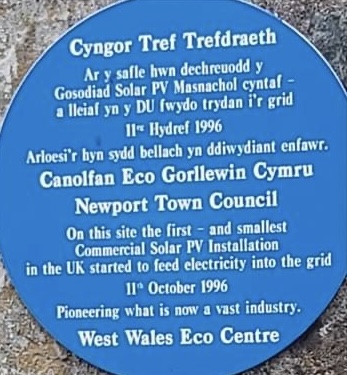 Cyngor Tref Trefdraeth
Ar y safle hwn dechreuodd y
Gosodiad Solar PV Masnachol cyntaf -
a lleiaf yn y DU fwydo trydan i'r grid
11eg Hydref 1996
Arloesi'r hyn sydd bellach yn ddiwydiant enfawr.
Canolfan Eco Gorllewin Cymru
Newport Town Council
On this site the first - and smallest
Commercial Solar PV Installation
in the UK started to feed electricity into the grid
11th October 1996
Pioneering what is now a vast industry.
West Wales Eco Centre